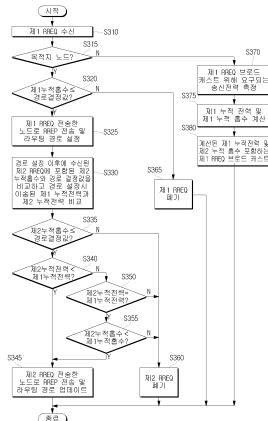 시작
제1 RREQ 수신
S310
S315
목적지 노드?
N
Y
S320
제1누적홉수≤
경로결정값?
N
Y
제1 RREQ 전송한
노드로 RREP 전송 및
라우팅 경로 설정
S325
경로 설정 이후에 수신된
제2 RREQ에 포함된 제2
누적홉수와 경로 결정값을
비교하고 경로 설정시
이용된 제1 누적전력과
제2 누적전력 비교
S330
S335
제2누적홉수≤
경로결정값?
N
Y
S340
제2누적전력<
제1누적전력?
N
Y
S350
제2누적전력=
제1누적전력?
N
Y
S355
제2누적홉수<
제1누적홉수?
N
Y
S345
제2 RREQ 전송한
노드로 RREP 전송 및
라우팅 경로 업데이트
S360
제2 RREQ
폐기
S365
제1 RREQ
폐기
S370
제1 RREQ 브로드
캐스트 위해 요구되는
송신전력 측정
S375
제1 누적 전력 및
제1 누적 홉수 계산
S380
계산된 제1 누적전력 및
제2 누적 홉수 포함하는
제1 RREQ 브로드 캐스트
종료